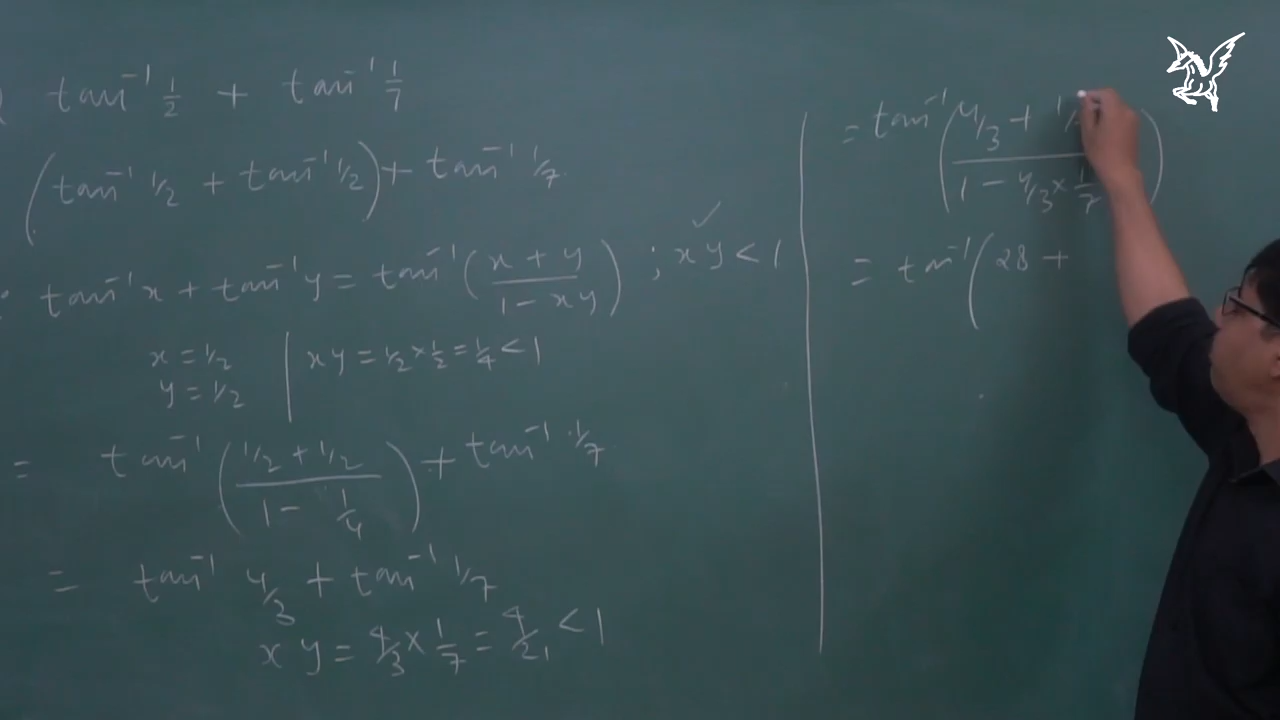 tan⁻¹ 1/2 + tan⁻¹ 1/7
(tan⁻¹ 1/2 + tan⁻¹ 1/2) + tan⁻¹ 1/7
: tan⁻¹x + tan⁻¹y = tan⁻¹((x + y)/(1 - xy)) ; xy < 1 ✓
x = 1/2 | xy = 1/2 × 1/2 = 1/4 < 1
y = 1/2
= tan⁻¹((1/2 + 1/2)/(1 - 1/4)) + tan⁻¹ 1/7
= tan⁻¹ 4/3 + tan⁻¹ 1/7
xy = 4/3 × 1/7 = 4/21 < 1
= tan⁻¹((4/3 + 1/)/(1 - 4/3 × 1/7))
= tan⁻¹(28 +